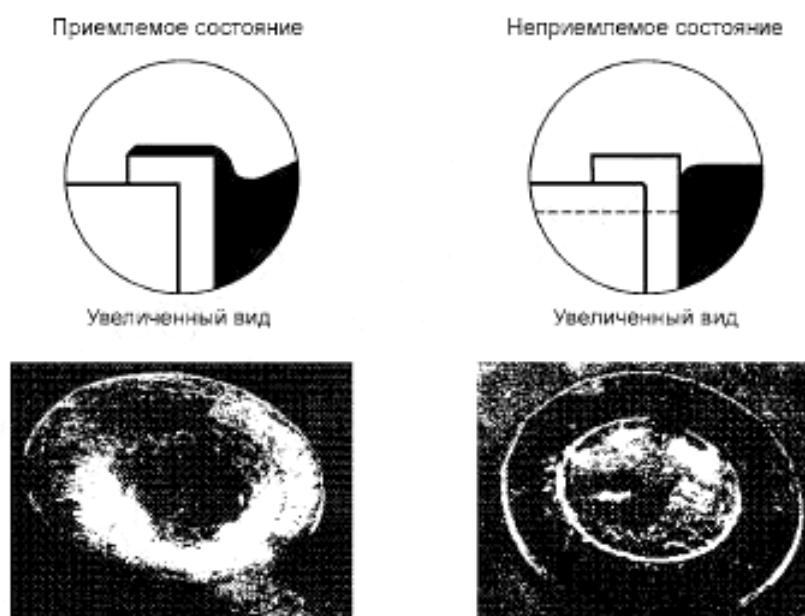 Приемлемое состояние
Неприемлемое состояние
Увеличенный вид
Увеличенный вид